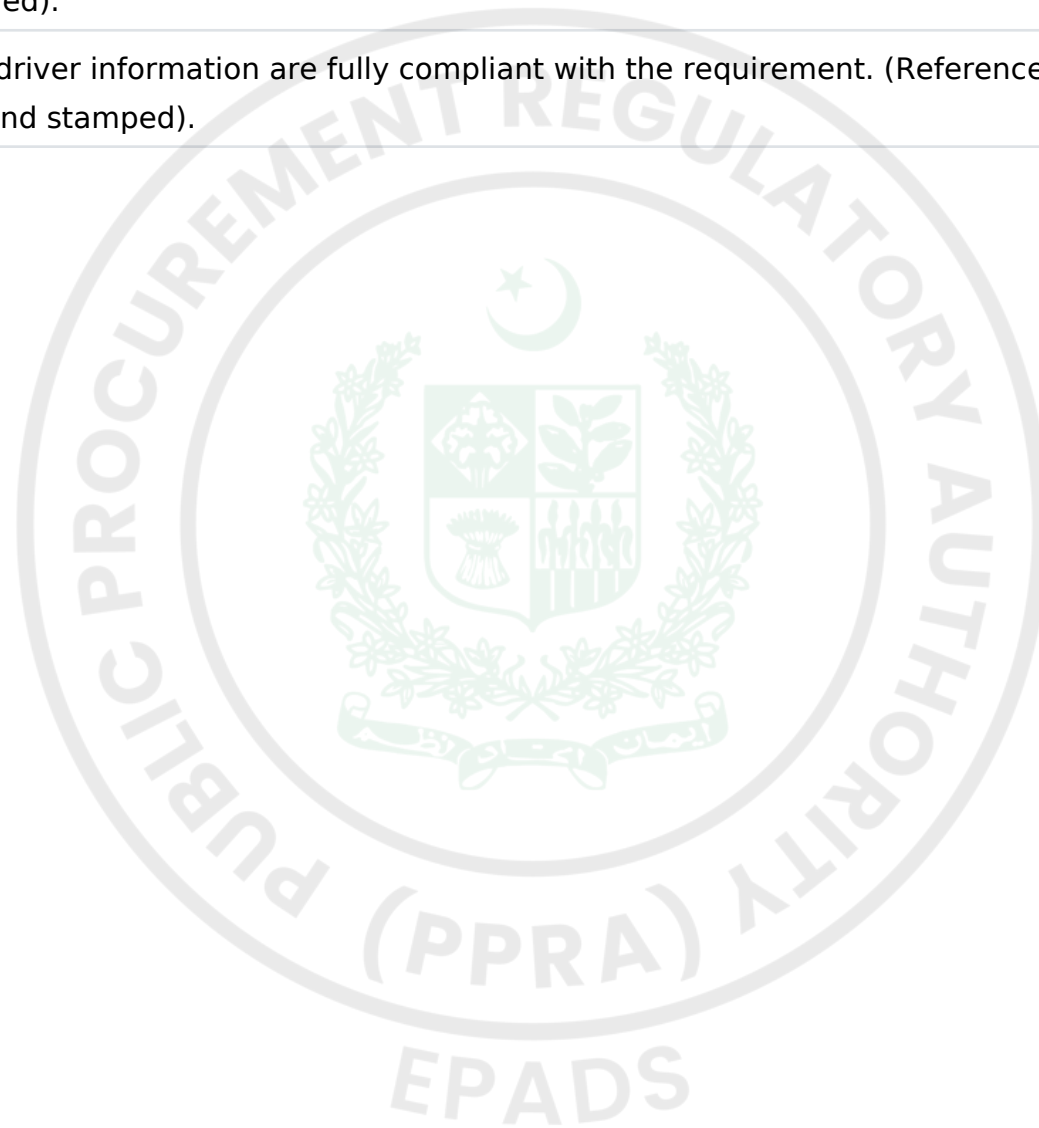 ed).
driver information are fully compliant with the requirement. (Reference
nd stamped).
PUBLIC PROCUREMENT REGULATORY AUTHORITY
(PPRA)
EPADS